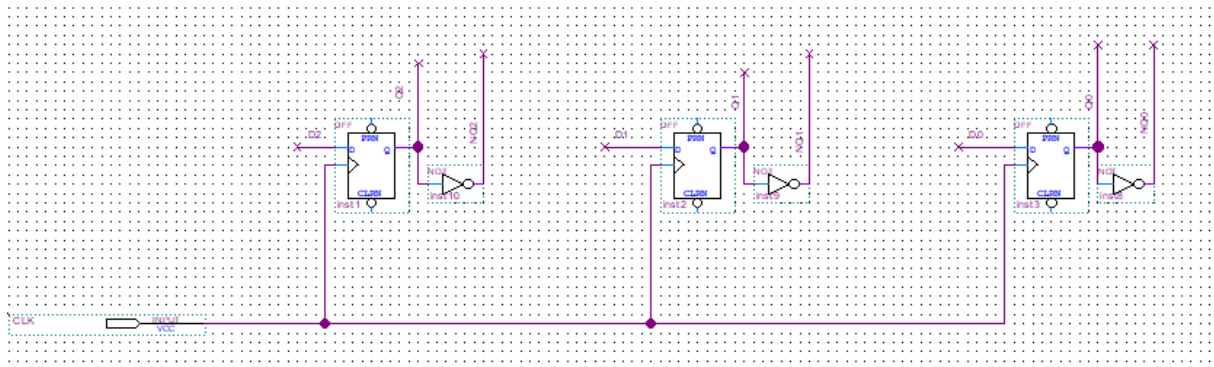 Q2
D2
NQ2
DFF
PRN
D
Q
CLRN
inst1
NOT
inst10
Q1
D1
NQ1
DFF
PRN
D
Q
CLRN
inst2
NOT
inst9
Q0
D0
NQ0
DFF
PRN
D
Q
CLRN
inst3
NOT
inst8
CLK
INPUT
VCC